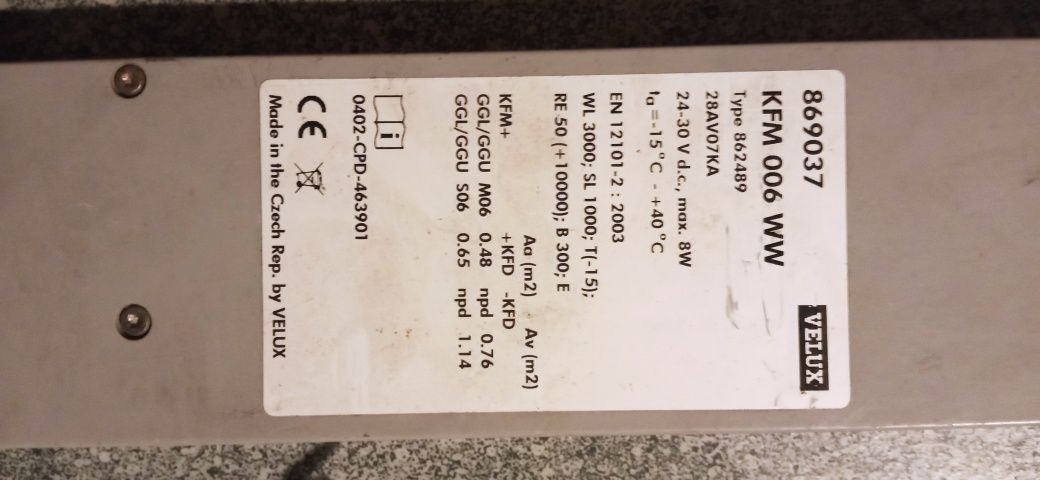 869037
VELUX
KFM 006 WW
Type 862489
28AV07KA
24-30 V d.c., max. 8W
ta =-15 °C - +40 °C
EN 12101-2 : 2003
WL 3000; SL 1000; T(-15);
RE 50 (+10000); B 300; E
Aa (m2) Av (m2)
KFM+ +KFD -KFD
GGL/GGU M06 0.48 npd 0.76
GGL/GGU S06 0.65 npd 1.14
i
0402-CPD-463901
CE
Made in the Czech Rep. by VELUX